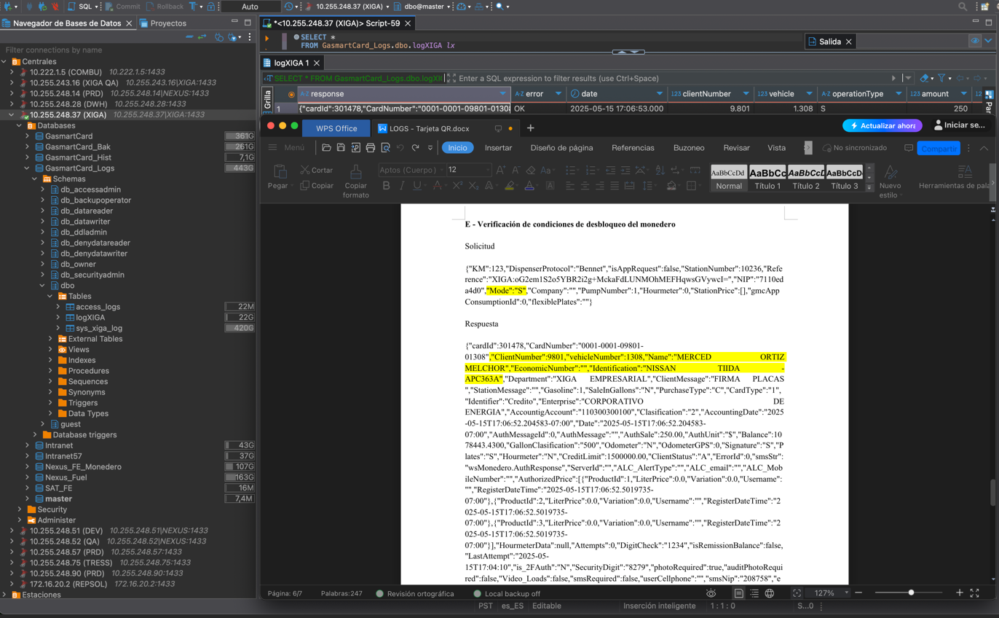 SQL
Commit
Rollback
T
Auto
10.255.248.37 (XIGA)
dbo@master
Navegador de Bases de Datos
Proyectos
Filter connections by name
Centrales
10.222.1.5 (COMBU) 10.222.1.5:1433
10.255.243.16 (XIGA QA) 10.255.243.16|XIGA:1433
10.255.248.14 (PRD) 10.255.248.14|NEXUS:1433
10.255.248.28 (DWH) 10.255.248.28:1433
10.255.248.37 (XIGA) 10.255.248.37|XIGA:1433
Databases
GasmartCard 361G
GasmartCard_Bak 261G
GasmartCard_Hist 7,1G
GasmartCard_Logs 443G
Schemas
db_accessadmin
db_backupoperator
db_datareader
db_datawriter
db_ddladmin
db_denydatareader
db_denydatawriter
db_owner
db_securityadmin
dbo
Tables
access_logs 22M
logXIGA 22G
sys_xiga_log 420G
External Tables
Views
Indexes
Procedures
Sequences
Synonyms
Triggers
Data Types
guest
Database triggers
Intranet 43G
Intranet57 37G
Nexus_FE_Monedero 107G
Nexus_Fuel 163G
SAT_FE 16M
master 7,4M
Security
Administer
10.255.248.51 (DEV) 10.255.248.51|NEXUS:1433
10.255.248.52 (QA) 10.255.248.52|NEXUS:1433
10.255.248.57 (PRD) 10.255.248.57:1433
10.255.248.75 (TRESS) 10.255.248.75:1433
10.255.248.90 (PRD) 10.255.248.90:1433
172.16.20.2 (REPSOL) 172.16.20.2:1433
Estaciones
*<10.255.248.37 (XIGA)> Script-59
SELECT *
FROM GasmartCard_Logs.dbo.logXIGA lx
Salida
logXIGA 1
SELECT * FROM GasmartCard_Logs.dbo.logXI
Enter a SQL expression to filter results (use Ctrl+Space)
Grilla
response error date clientNumber vehicle operationType amount
1 {"cardId":301478,"CardNumber":"0001-0001-09801-0130 OK 2025-05-15 17:06:53.000 9.801 1.308 S 250
WPS Office
LOGS - Tarjeta QR.docx
Actualizar ahora
Iniciar se...
Menú
Inicio
Insertar
Diseño de página
Referencias
Buzoneo
Revisar
Vista
No sincronizado
Compartir
Pegar
Cortar
Copiar
Copiar formato
Aptos (Cuerpo)
12
AaBbCcDd
Normal
AaBbCc
Título 1
AaBbCcD
Título 2
AaBbCcD
Título 3
Nuevo estilo
Herramientas de pala
E - Verificación de condiciones de desbloqueo del monedero
Solicitud
{"KM":123,"DispenserProtocol":"Bennet","isAppRequest":false,"StationNumber":10236,"Refe
rence":"XIGA:oG2em1S2o5YBR2i2g+MckaFdLUNMOhMEFHqwsGVywcI=","NIP":"7110ed
a4d0","Mode":"S","Company":"","PumpNumber":1,"Hourmeter":0,"StationPrice":[],"gmcApp
ConsumptionId":0,"flexiblePlates":""}
Respuesta
{"cardId":301478,"CardNumber":"0001-0001-09801-
01308","ClientNumber":9801,"vehicleNumber":1308,"Name":"MERCED ORTIZ
MELCHOR","EconomicNumber":"","Identification":"NISSAN TIIDA -
APC363A","Department":"XIGA EMPRESARIAL","ClientMessage":"FIRMA PLACAS
","StationMessage":"","Gasoline":1,"SaleInGallons":"N","PurchaseType":"C","CardType":"1",
"Identifier":"Credito","Enterprise":"CORPORATIVO DE
ENERGIA","AccountigAccount":"110300300100","Clasification":"2","AccountingDate":"2025
-05-15T17:06:52.204583-07:00","Date":"2025-05-15T17:06:52.204583-
07:00","AuthMessageId":0,"AuthMessage":"","AuthSale":250.00,"AuthUnit":"$","Balance":10
78443.4300,"GallonClasification":"500","Odometer":"N","OdometerGPS":0,"Signature":"S","P
lates":"S","Hourmeter":"N","CreditLimit":1500000.00,"ClientStatus":"A","ErrorId":0,"smsStr":
"wsMonedero.AuthResponse","ServerId":"","ALC_AlertType":"","ALC_email":"","ALC_Mob
ileNumber":"","AuthorizedPrice":[{"ProductId":1,"LiterPrice":0.0,"Variation":0.0,"Username":
"","RegisterDateTime":"2025-05-15T17:06:52.5019735-
07:00"},{"ProductId":2,"LiterPrice":0.0,"Variation":0.0,"Username":"","RegisterDateTime":"2
025-05-15T17:06:52.5019735-
07:00"},{"ProductId":3,"LiterPrice":0.0,"Variation":0.0,"Username":"","RegisterDateTime":"2
025-05-15T17:06:52.5019735-
07:00"}],"HourmeterData":null,"Attempts":0,"DigitCheck":"1234","isRemissionBalance":false,
"LastAttempt":"2025-05-
15T17:04:10","is_2FAuth":"N","SecurityDigit":"8279","photoRequired":true,"auditPhotoRequi
red":false,"Video_Loads":false,"smsRequired":false,"userCellphone":"","smsNip":"208758","e
Página: 6/7
Palabras:247
Revisión ortográfica
Local backup off
127%
PST
es_ES
Editable
Inserción inteligente
1 : 1 : 0
S...0